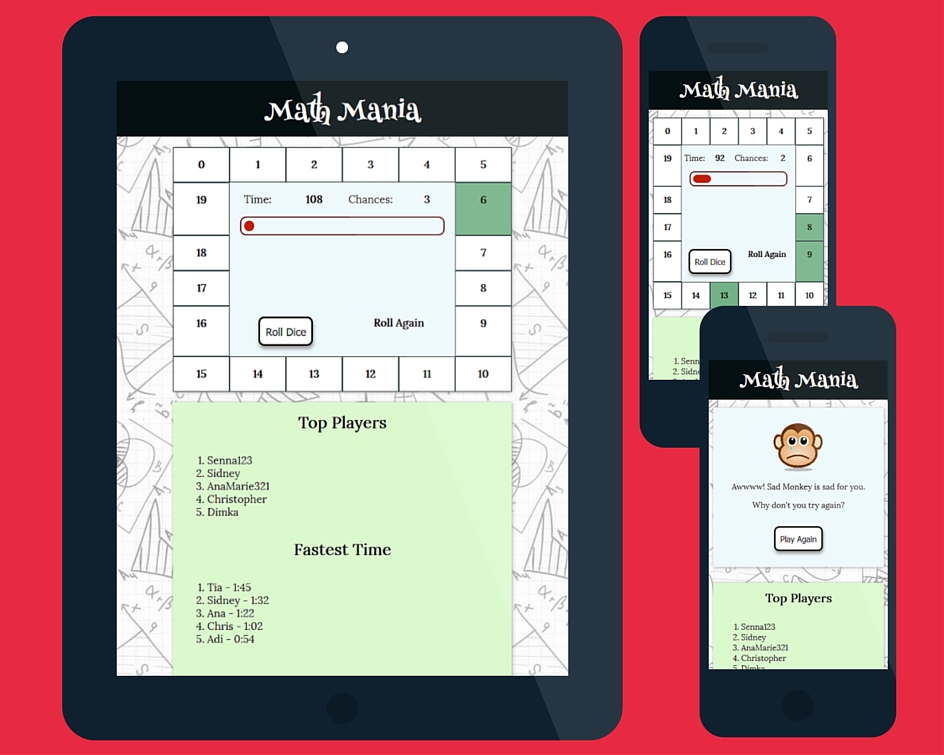 Math Mania
0 1 2 3 4 5
19 Time: 108 Chances: 3 6
18 7
17 8
16 Roll Dice Roll Again 9
15 14 13 12 11 10
Top Players
1. Senna123
2. Sidney
3. AnaMarie321
4. Christopher
5. Dimka
Fastest Time
1. Tia - 1:45
2. Sidney - 1:32
3. Ana - 1:22
4. Chris - 1:02
5. Adi - 0:54
Math Mania
0 1 2 3 4 5
19 Time: 92 Chances: 2 6
18 7
17 8
16 Roll Dice Roll Again 9
15 14 13 12 11 10
1. Senn
2. Sidne
Math Mania
Awwww! Sad Monkey is sad for you.
Why don't you try again?
Play Again
Top Players
1. Senna123
2. Sidney
3. AnaMarie321
4. Christopher
5. Dimka